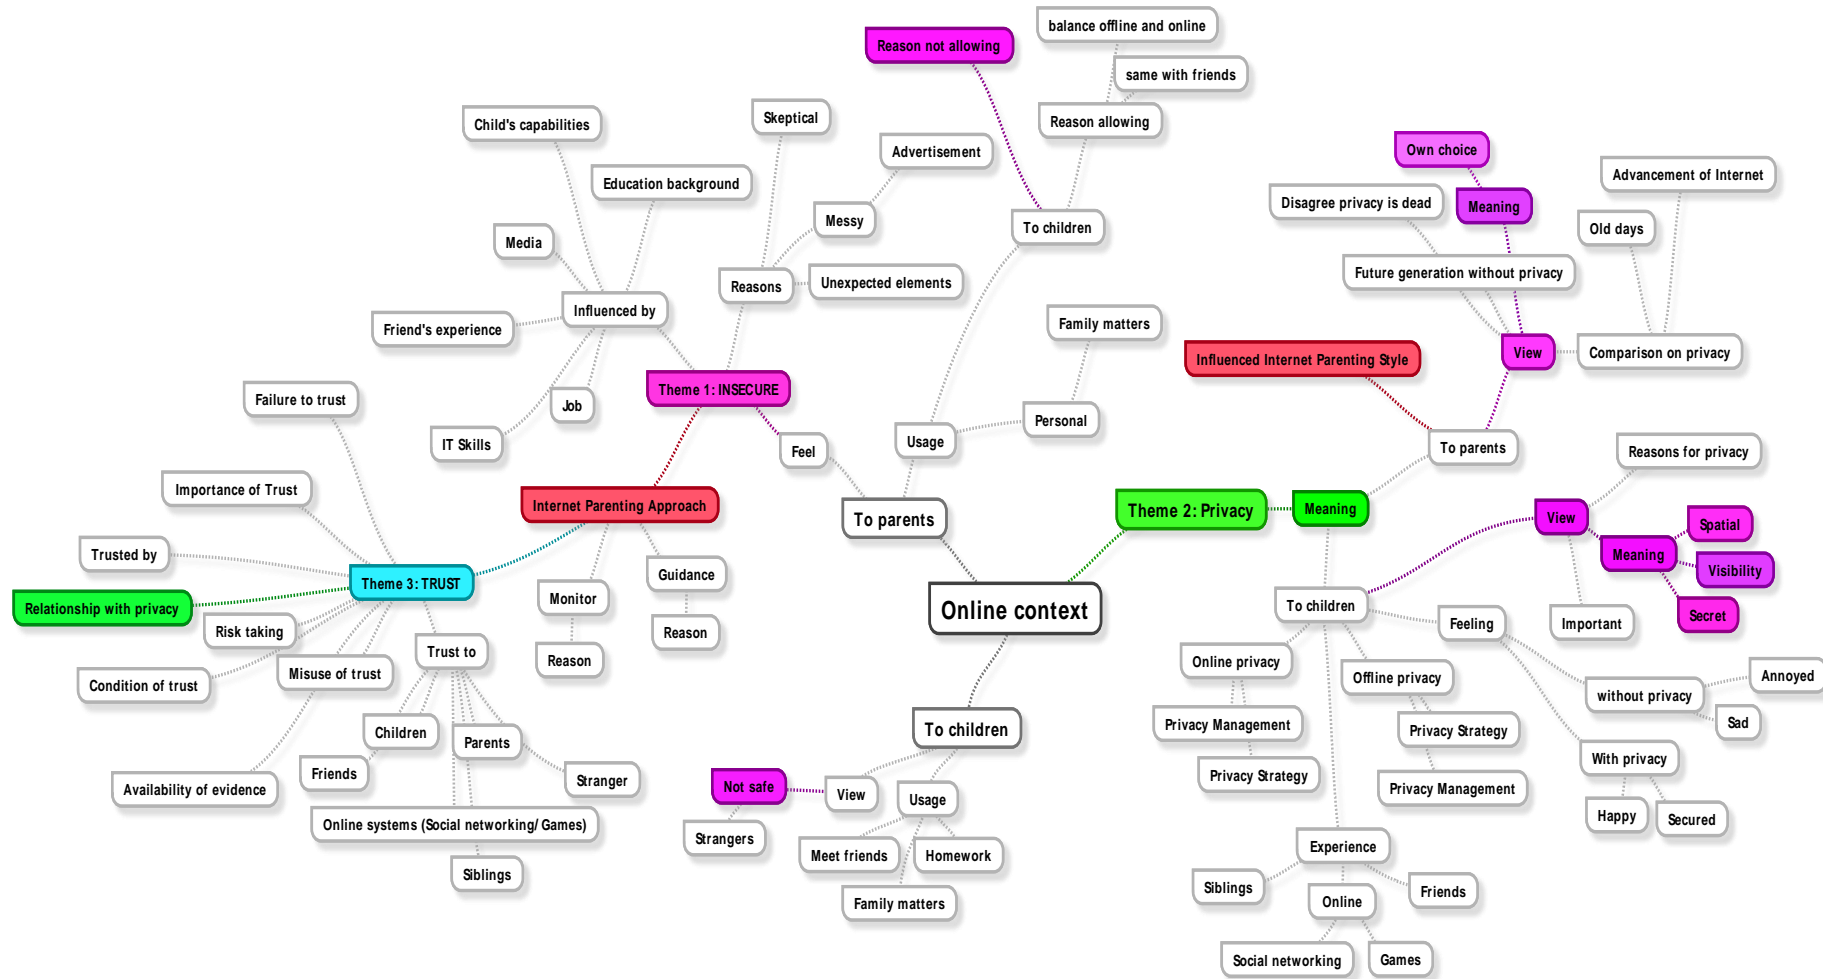 balance offline and online
Reason not allowing
same with friends
Skeptical
Child's capabilities
Reason allowing
Advertisement
Own choice
Education background
Advancement of Internet
Disagree privacy is dead
Meaning
Messy
To children
Old days
Media
Future generation without privacy
Reasons
Unexpected elements
Influenced by
Friend's experience
Family matters
View
Comparison on privacy
Influenced Internet Parenting Style
Theme 1: INSECURE
Failure to trust
Job
Personal
IT Skills
Usage
To parents
Feel
Reasons for privacy
Importance of Trust
Internet Parenting Approach
To parents
Theme 2: Privacy
Meaning
View
Spatial
Trusted by
Meaning
Visibility
Theme 3: TRUST
Guidance
Relationship with privacy
Monitor
Online context
To children
Secret
Risk taking
Reason
Feeling
Important
Trust to
Reason
Online privacy
Condition of trust
Misuse of trust
Offline privacy
Annoyed
without privacy
Children
To children
Privacy Management
Privacy Strategy
Sad
Parents
With privacy
Friends
Stranger
Privacy Strategy
Availability of evidence
Not safe
View
Usage
Privacy Management
Happy
Secured
Online systems (Social networking/ Games)
Strangers
Experience
Meet friends
Homework
Siblings
Siblings
Friends
Family matters
Online
Social networking
Games